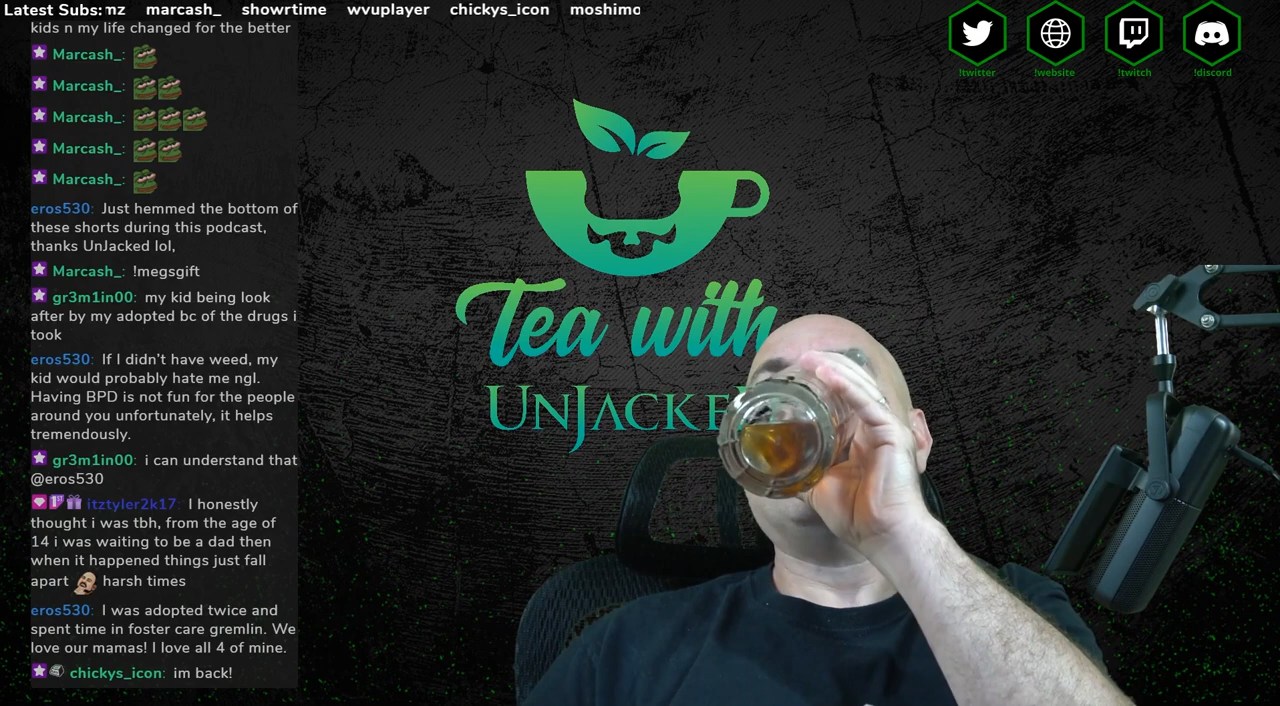 Latest Subs: mz marcash_ showrtime wvuplayer chickys_icon moshimo
kids n my life changed for the better
Marcash_:
Marcash_:
Marcash_:
Marcash_:
Marcash_:
eros530: Just hemmed the bottom of
these shorts during this podcast,
thanks UnJacked lol,
Marcash_: !megsgift
gr3m1in00: my kid being look
after by my adopted bc of the drugs i
took
eros530: If I didn't have weed, my
kid would probably hate me ngl.
Having BPD is not fun for the people
around you unfortunately, it helps
tremendously.
gr3m1in00: i can understand that
@eros530
1ST itztyler2k17: I honestly
thought i was tbh, from the age of
14 i was waiting to be a dad then
when it happened things just fall
apart harsh times
eros530: I was adopted twice and
spent time in foster care gremlin. We
love our mamas! I love all 4 of mine.
chickys_icon: im back!
Tea with
UNJACKE
!twitter !website !twitch !discord